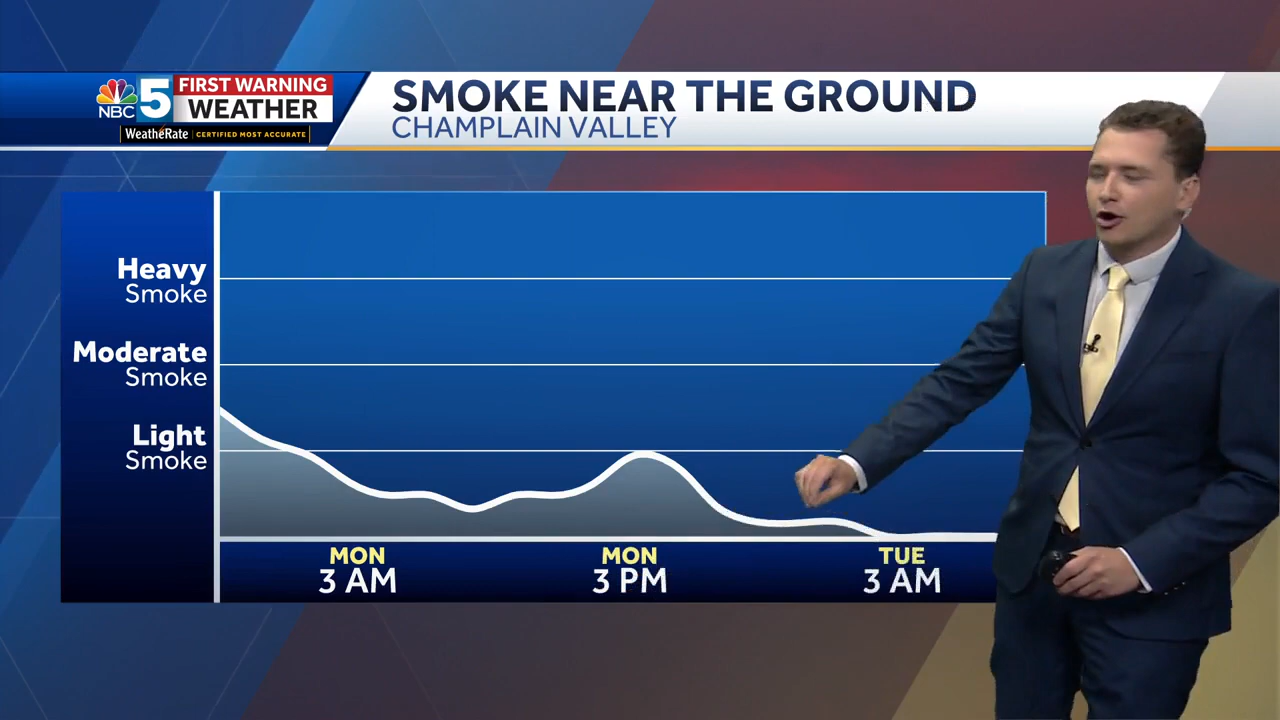 NBC 5 FIRST WARNING
WEATHER
WeatheRate CERTIFIED MOST ACCURATE
SMOKE NEAR THE GROUND
CHAMPLAIN VALLEY
Heavy
Smoke
Moderate
Smoke
Light
Smoke
MON
3 AM
MON
3 PM
TUE
3 AM